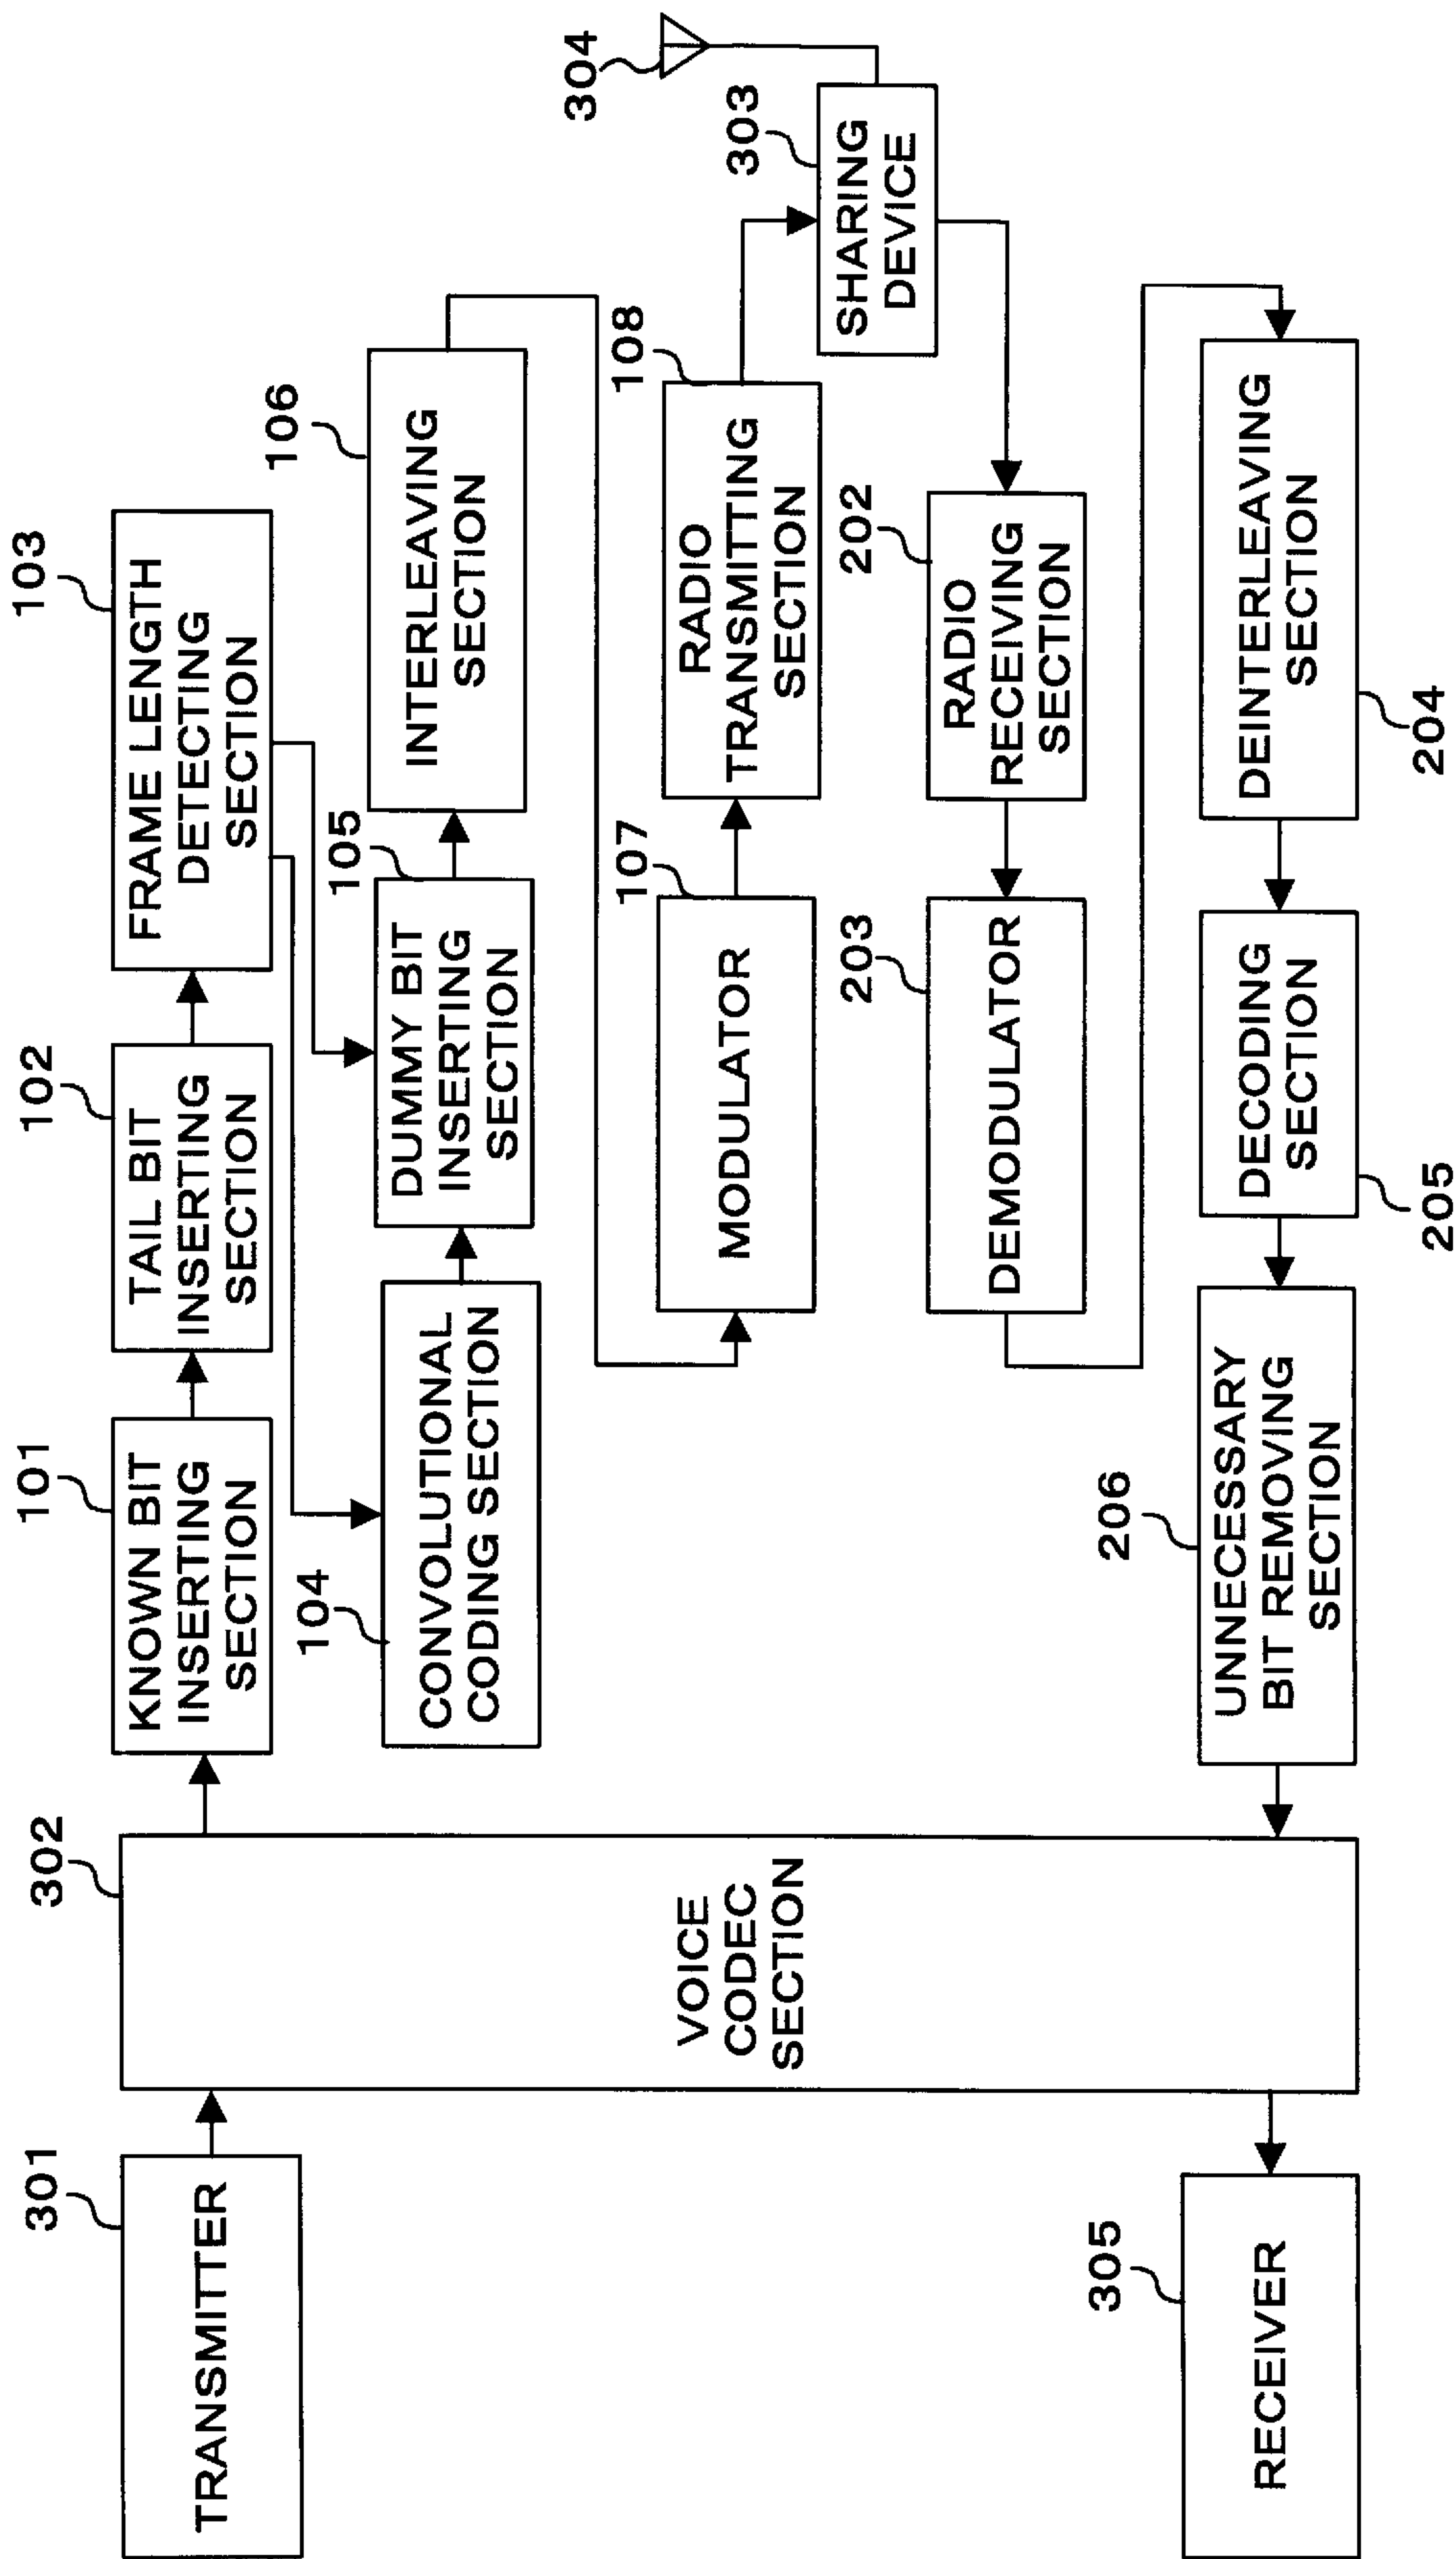 301
TRANSMITTER
302
VOICE
CODEC
SECTION
101
KNOWN BIT
INSERTING
SECTION
102
TAIL BIT
INSERTING
SECTION
103
FRAME LENGTH
DETECTING
SECTION
104
CONVOLUTIONAL
CODING SECTION
105
DUMMY BIT
INSERTING
SECTION
106
INTERLEAVING
SECTION
107
MODULATOR
108
RADIO
TRANSMITTING
SECTION
304
303
SHARING
DEVICE
202
RADIO
RECEIVING
SECTION
203
DEMODULATOR
DEINTERLEAVING
SECTION
204
DECODING
SECTION
205
206
UNNECESSARY
BIT REMOVING
SECTION
305
RECEIVER